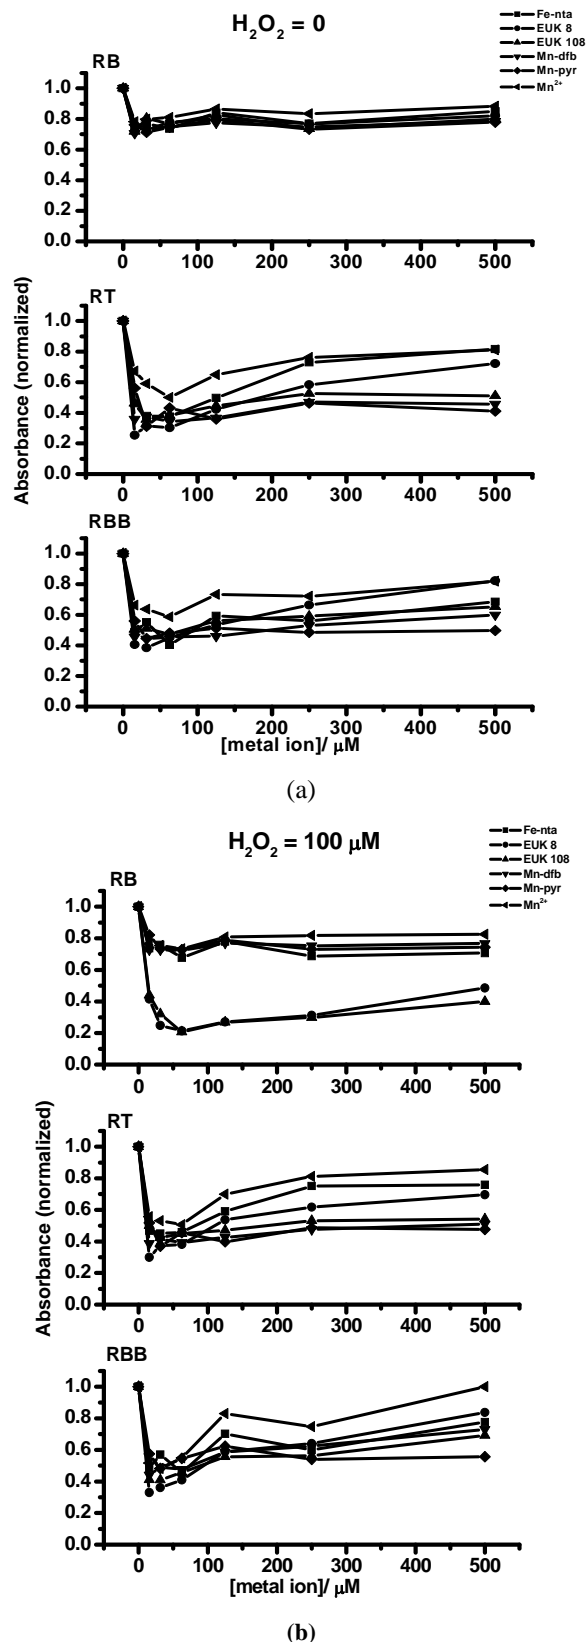 H₂O₂ = 0
Fe-nta
EUK 8
EUK 108
Mn-dfb
Mn-pyr
Mn²⁺
RB
1.0
0.8
0.6
0.4
0.2
0.0
0 100 200 300 400 500
RT
1.0
0.8
0.6
0.4
0.2
0.0
0 100 200 300 400 500
Absorbance (normalized)
RBB
1.0
0.8
0.6
0.4
0.2
0.0
0 100 200 300 400 500
[metal ion]/ μM
(a)
H₂O₂ = 100 μM
Fe-nta
EUK 8
EUK 108
Mn-dfb
Mn-pyr
Mn²⁺
RB
1.0
0.8
0.6
0.4
0.2
0.0
0 100 200 300 400 500
RT
1.0
0.8
0.6
0.4
0.2
0.0
0 100 200 300 400 500
Absorbance (normalized)
RBB
1.0
0.8
0.6
0.4
0.2
0.0
0 100 200 300 400 500
[metal ion]/ μM
(b)